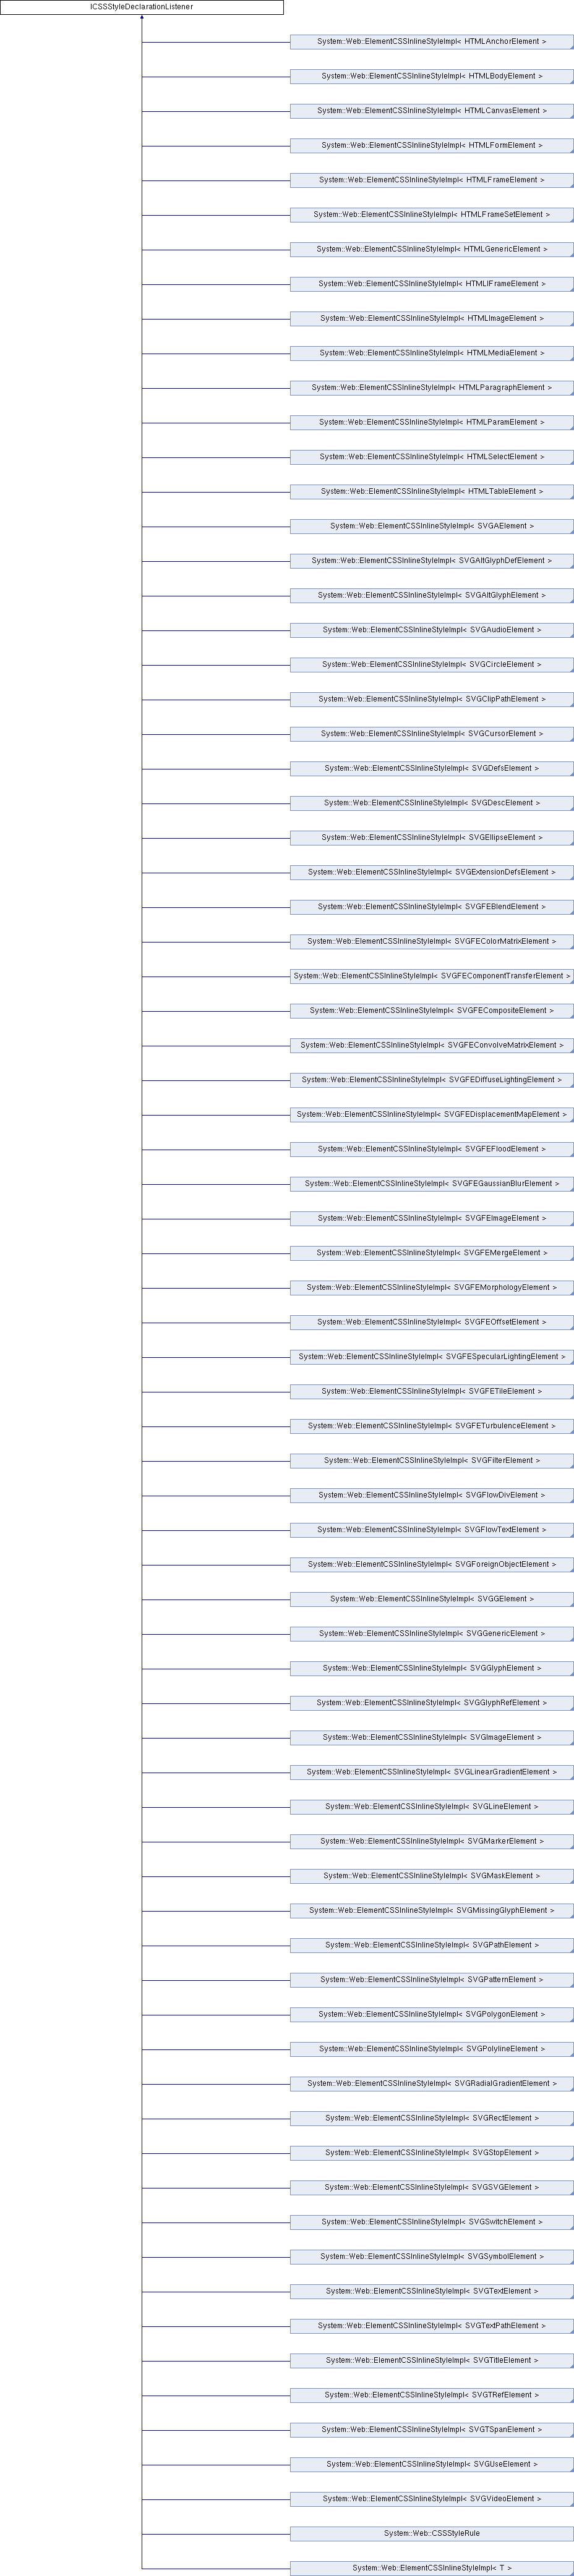 ICSSStyleDeclarationListener
System::Web::ElementCSSInlineStyleImpl< HTMLAnchorElement >
System::Web::ElementCSSInlineStyleImpl< HTMLBodyElement >
System::Web::ElementCSSInlineStyleImpl< HTMLCanvasElement >
System::Web::ElementCSSInlineStyleImpl< HTMLFormElement >
System::Web::ElementCSSInlineStyleImpl< HTMLFrameElement >
System::Web::ElementCSSInlineStyleImpl< HTMLFrameSetElement >
System::Web::ElementCSSInlineStyleImpl< HTMLGenericElement >
System::Web::ElementCSSInlineStyleImpl< HTMLIFrameElement >
System::Web::ElementCSSInlineStyleImpl< HTMLImageElement >
System::Web::ElementCSSInlineStyleImpl< HTMLMediaElement >
System::Web::ElementCSSInlineStyleImpl< HTMLParagraphElement >
System::Web::ElementCSSInlineStyleImpl< HTMLParamElement >
System::Web::ElementCSSInlineStyleImpl< HTMLSelectElement >
System::Web::ElementCSSInlineStyleImpl< HTMLTableElement >
System::Web::ElementCSSInlineStyleImpl< SVGAElement >
System::Web::ElementCSSInlineStyleImpl< SVGAltGlyphDefElement >
System::Web::ElementCSSInlineStyleImpl< SVGAltGlyphElement >
System::Web::ElementCSSInlineStyleImpl< SVGAudioElement >
System::Web::ElementCSSInlineStyleImpl< SVGCircleElement >
System::Web::ElementCSSInlineStyleImpl< SVGClipPathElement >
System::Web::ElementCSSInlineStyleImpl< SVGCursorElement >
System::Web::ElementCSSInlineStyleImpl< SVGDefsElement >
System::Web::ElementCSSInlineStyleImpl< SVGDescElement >
System::Web::ElementCSSInlineStyleImpl< SVGEllipseElement >
System::Web::ElementCSSInlineStyleImpl< SVGExtensionDefsElement >
System::Web::ElementCSSInlineStyleImpl< SVGFEBlendElement >
System::Web::ElementCSSInlineStyleImpl< SVGFEColorMatrixElement >
System::Web::ElementCSSInlineStyleImpl< SVGFEComponentTransferElement >
System::Web::ElementCSSInlineStyleImpl< SVGFECompositeElement >
System::Web::ElementCSSInlineStyleImpl< SVGFEConvolveMatrixElement >
System::Web::ElementCSSInlineStyleImpl< SVGFEDiffuseLightingElement >
System::Web::ElementCSSInlineStyleImpl< SVGFEDisplacementMapElement >
System::Web::ElementCSSInlineStyleImpl< SVGFEFloodElement >
System::Web::ElementCSSInlineStyleImpl< SVGFEGaussianBlurElement >
System::Web::ElementCSSInlineStyleImpl< SVGFEImageElement >
System::Web::ElementCSSInlineStyleImpl< SVGFEMergeElement >
System::Web::ElementCSSInlineStyleImpl< SVGFEMorphologyElement >
System::Web::ElementCSSInlineStyleImpl< SVGFEOffsetElement >
System::Web::ElementCSSInlineStyleImpl< SVGFESpecularLightingElement >
System::Web::ElementCSSInlineStyleImpl< SVGFETileElement >
System::Web::ElementCSSInlineStyleImpl< SVGFETurbulenceElement >
System::Web::ElementCSSInlineStyleImpl< SVGFilterElement >
System::Web::ElementCSSInlineStyleImpl< SVGFlowDivElement >
System::Web::ElementCSSInlineStyleImpl< SVGFlowTextElement >
System::Web::ElementCSSInlineStyleImpl< SVGForeignObjectElement >
System::Web::ElementCSSInlineStyleImpl< SVGGElement >
System::Web::ElementCSSInlineStyleImpl< SVGGenericElement >
System::Web::ElementCSSInlineStyleImpl< SVGGlyphElement >
System::Web::ElementCSSInlineStyleImpl< SVGGlyphRefElement >
System::Web::ElementCSSInlineStyleImpl< SVGImageElement >
System::Web::ElementCSSInlineStyleImpl< SVGLinearGradientElement >
System::Web::ElementCSSInlineStyleImpl< SVGLineElement >
System::Web::ElementCSSInlineStyleImpl< SVGMarkerElement >
System::Web::ElementCSSInlineStyleImpl< SVGMaskElement >
System::Web::ElementCSSInlineStyleImpl< SVGMissingGlyphElement >
System::Web::ElementCSSInlineStyleImpl< SVGPathElement >
System::Web::ElementCSSInlineStyleImpl< SVGPatternElement >
System::Web::ElementCSSInlineStyleImpl< SVGPolygonElement >
System::Web::ElementCSSInlineStyleImpl< SVGPolylineElement >
System::Web::ElementCSSInlineStyleImpl< SVGRadialGradientElement >
System::Web::ElementCSSInlineStyleImpl< SVGRectElement >
System::Web::ElementCSSInlineStyleImpl< SVGStopElement >
System::Web::ElementCSSInlineStyleImpl< SVGSVGElement >
System::Web::ElementCSSInlineStyleImpl< SVGSwitchElement >
System::Web::ElementCSSInlineStyleImpl< SVGSymbolElement >
System::Web::ElementCSSInlineStyleImpl< SVGTextElement >
System::Web::ElementCSSInlineStyleImpl< SVGTextPathElement >
System::Web::ElementCSSInlineStyleImpl< SVGTitleElement >
System::Web::ElementCSSInlineStyleImpl< SVGTRefElement >
System::Web::ElementCSSInlineStyleImpl< SVGTSpanElement >
System::Web::ElementCSSInlineStyleImpl< SVGUseElement >
System::Web::ElementCSSInlineStyleImpl< SVGVideoElement >
System::Web::CSSStyleRule
System::Web::ElementCSSInlineStyleImpl< T >